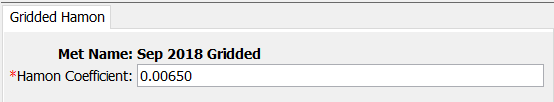 Gridded Hamon
Met Name: Sep 2018 Gridded
*Hamon Coefficient: 0.00650